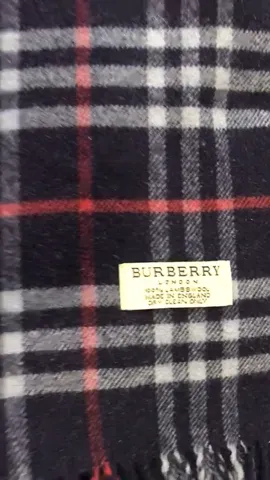 BURBERRY
LONDON
100% LAMBSWOOL
MADE IN ENGLAND
DRY CLEAN ONLY